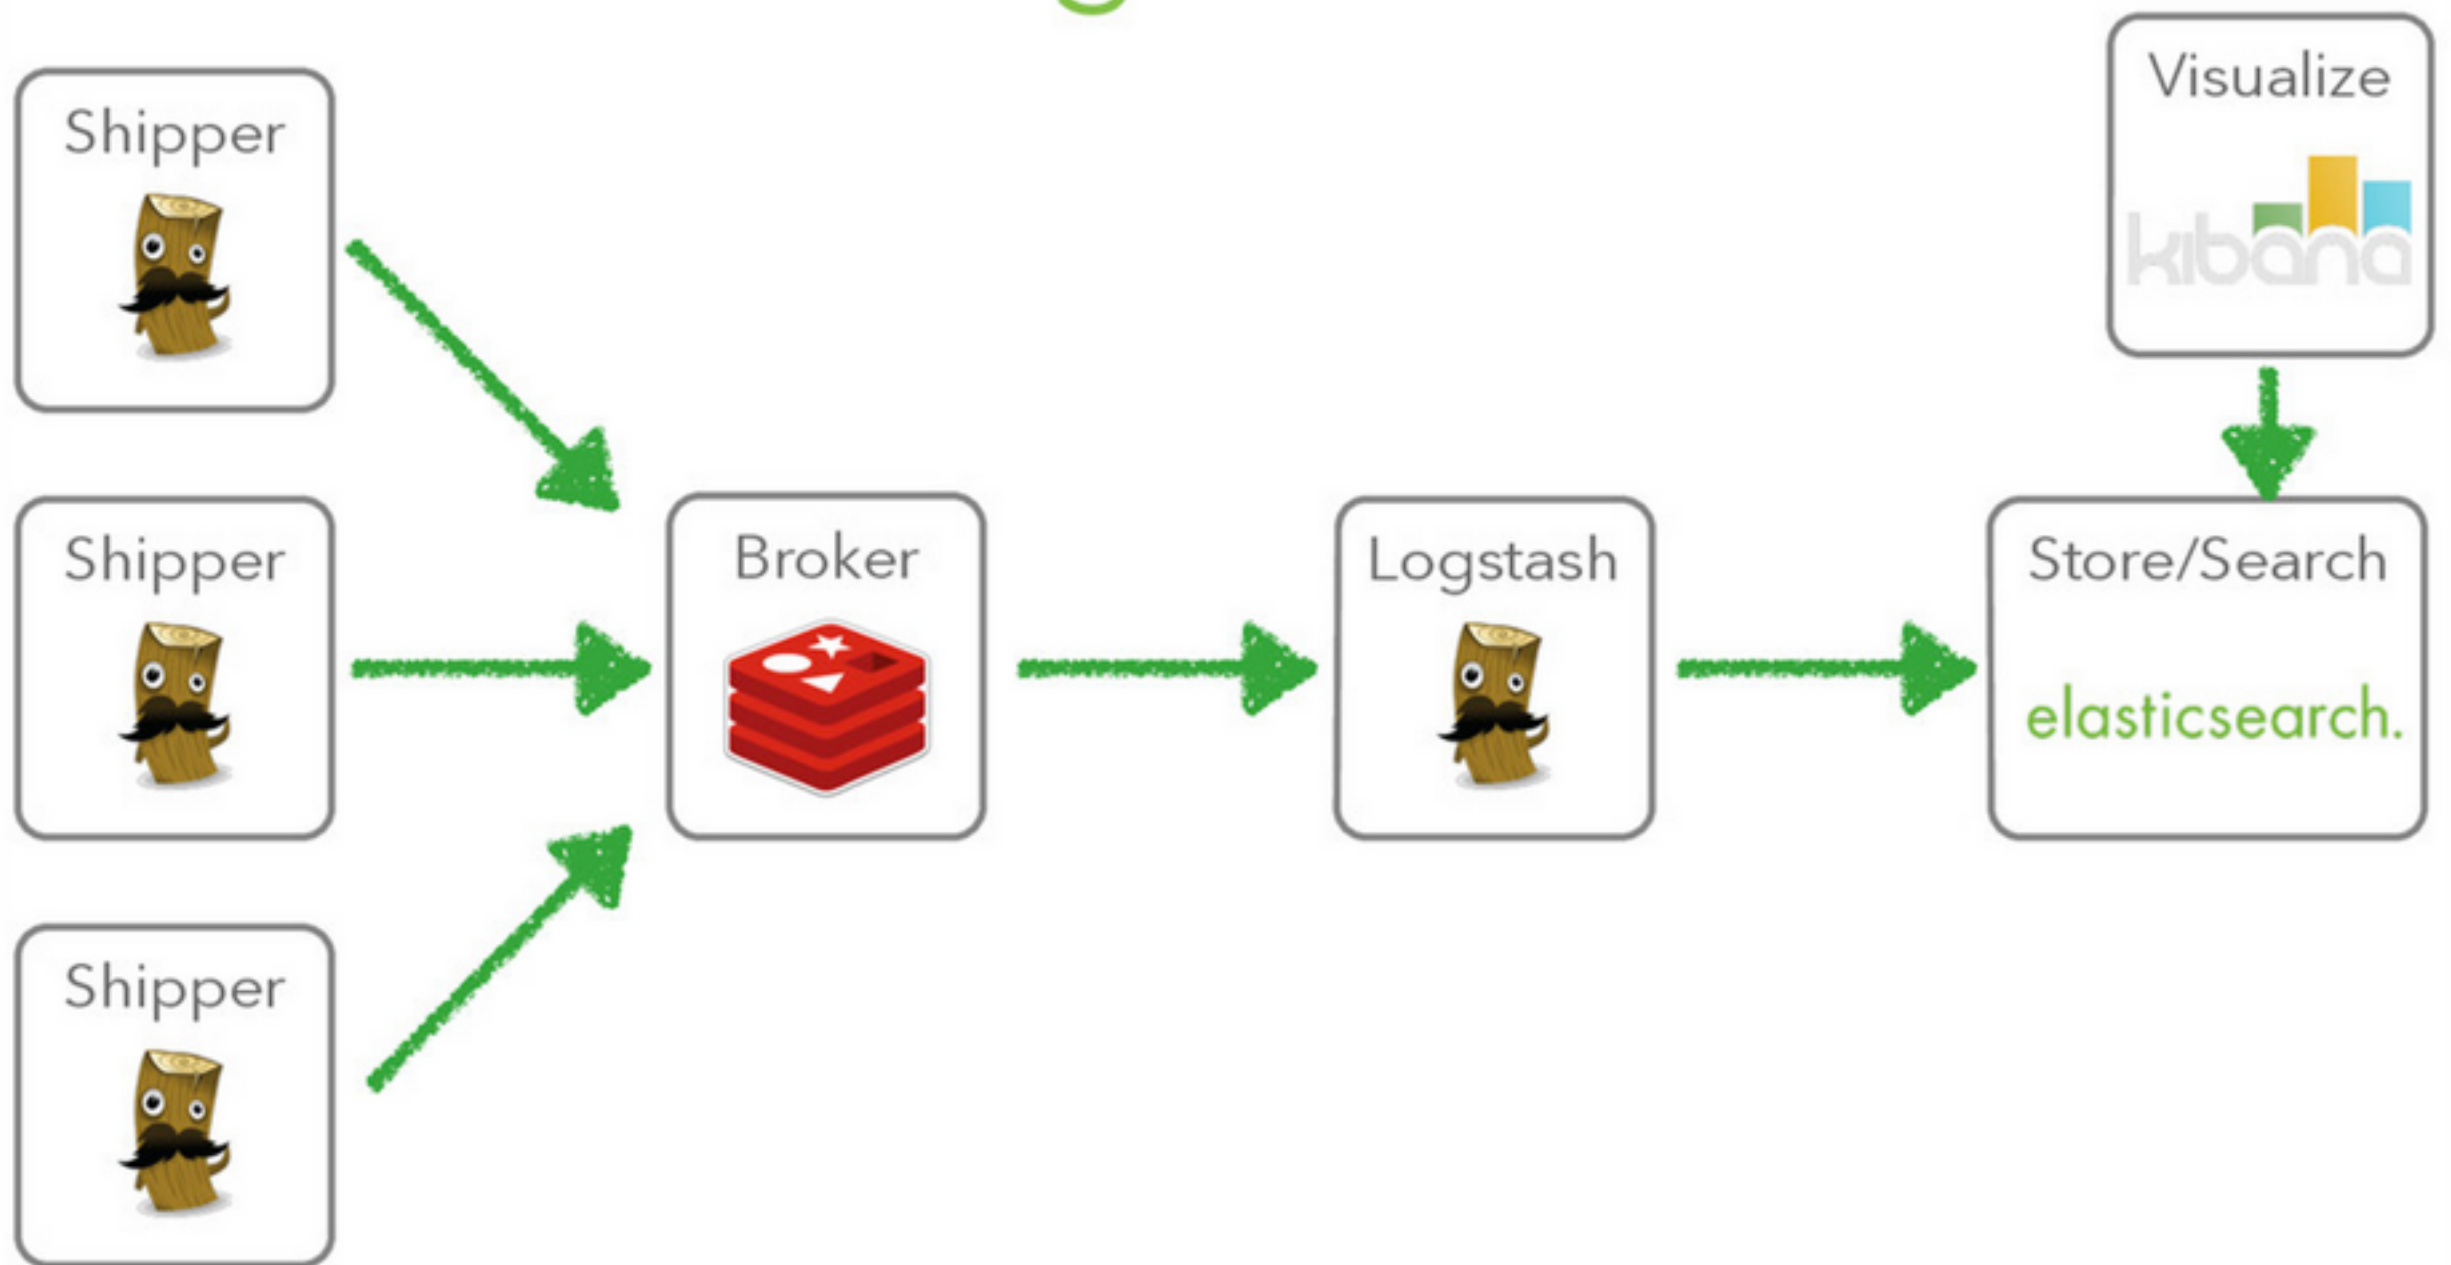 Shipper
Visualize
kibana
Shipper
Broker
Logstash
Store/Search
elasticsearch.
Shipper